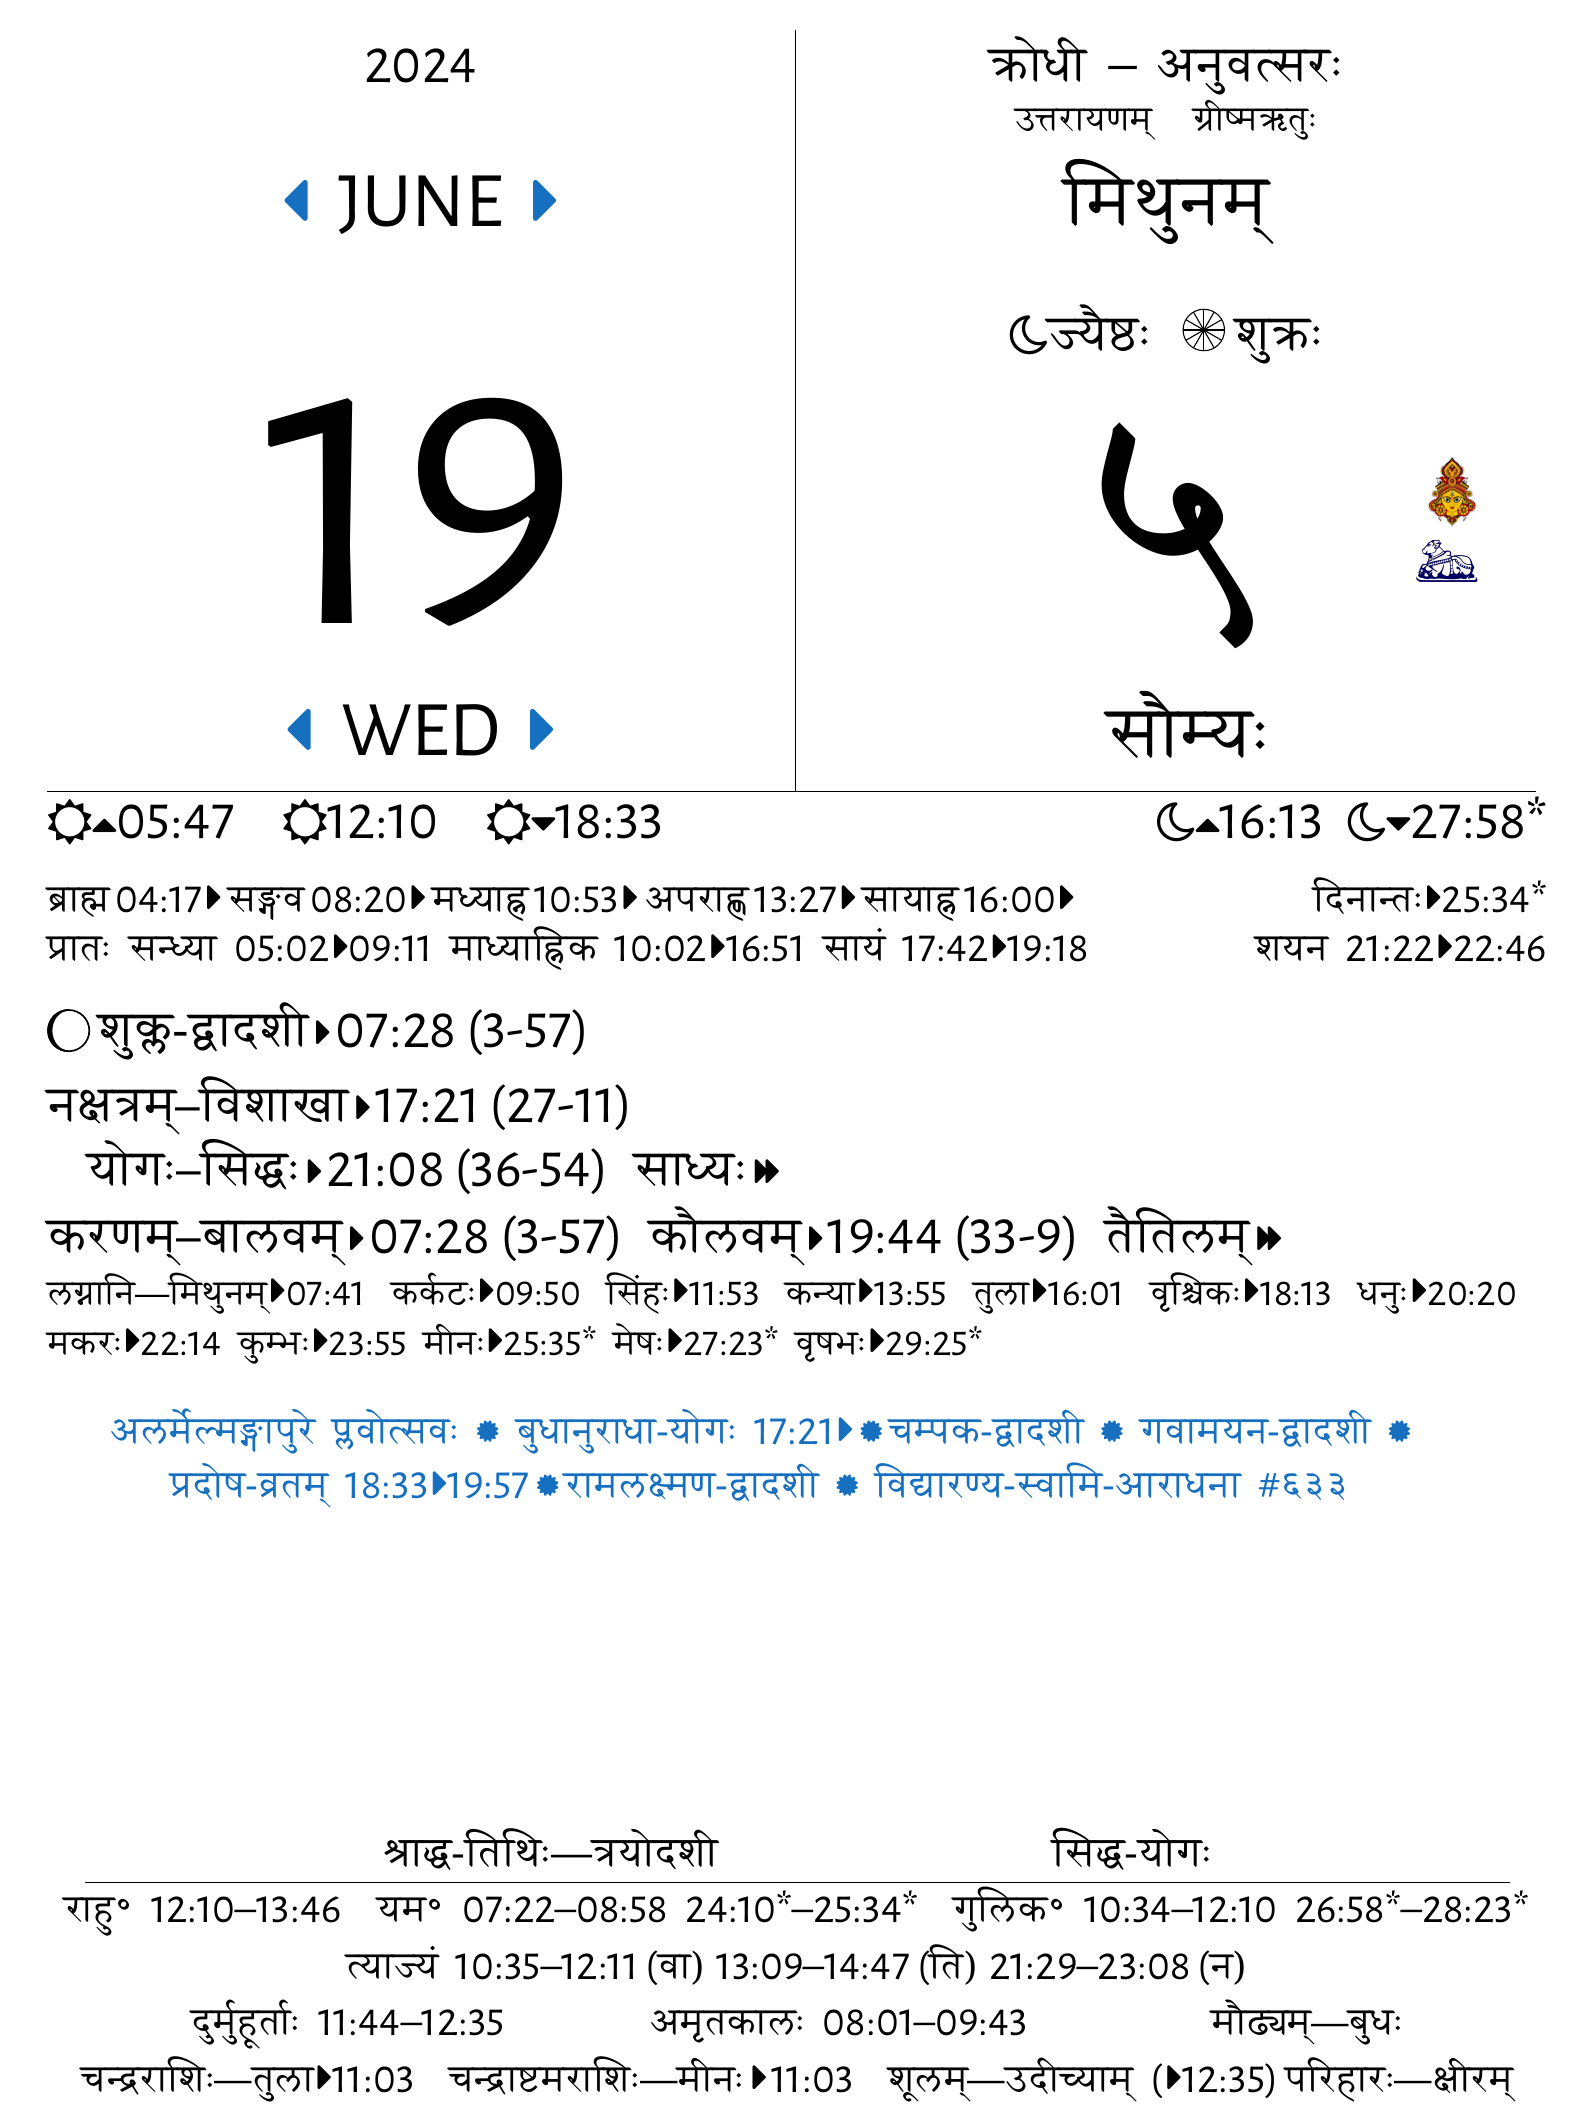 2024
JUNE
19
WED
क्रोधी – अनुवत्सरः
उत्तरायणम् ग्रीष्मऋतुः
मिथुनम्
ज्यैष्ठः शुक्रः
५
सौम्यः
05:47 12:10 18:33 16:13 27:58*
ब्राह्म 04:17 सङ्गव 08:20 मध्याह्न 10:53 अपराह्ण 13:27 सायाह्न 16:00 दिनान्तः 25:34*
प्रातः सन्ध्या 05:02 09:11 माध्याह्निक 10:02 16:51 सायं 17:42 19:18 शयन 21:22 22:46
शुक्ल-द्वादशी 07:28 (3-57)
नक्षत्रम्–विशाखा 17:21 (27-11)
योगः–सिद्धः 21:08 (36-54) साध्यः
करणम्–बालवम् 07:28 (3-57) कौलवम् 19:44 (33-9) तैतिलम्
लग्नानि—मिथुनम् 07:41 कर्कटः 09:50 सिंहः 11:53 कन्या 13:55 तुला 16:01 वृश्चिकः 18:13 धनुः 20:20
मकरः 22:14 कुम्भः 23:55 मीनः 25:35* मेषः 27:23* वृषभः 29:25*
अलर्मेल्मङ्गापुरे प्लवोत्सवः ✹ बुधानुराधा-योगः 17:21 ✹ चम्पक-द्वादशी ✹ गवामयन-द्वादशी ✹
प्रदोष-व्रतम् 18:33 19:57 ✹ रामलक्ष्मण-द्वादशी ✹ विद्यारण्य-स्वामि-आराधना #६३३
श्राद्ध-तिथिः—त्रयोदशी सिद्ध-योगः
राहु॰ 12:10–13:46 यम॰ 07:22–08:58 24:10*–25:34* गुलिक॰ 10:34–12:10 26:58*–28:23*
त्याज्यं 10:35–12:11 (वा) 13:09–14:47 (ति) 21:29–23:08 (न)
दुर्मुहूर्ताः 11:44–12:35 अमृतकालः 08:01–09:43 मौढ्यम्—बुधः
चन्द्रराशिः—तुला 11:03 चन्द्राष्टमराशिः—मीनः 11:03 शूलम्—उदीच्याम् (12:35) परिहारः—क्षीरम्